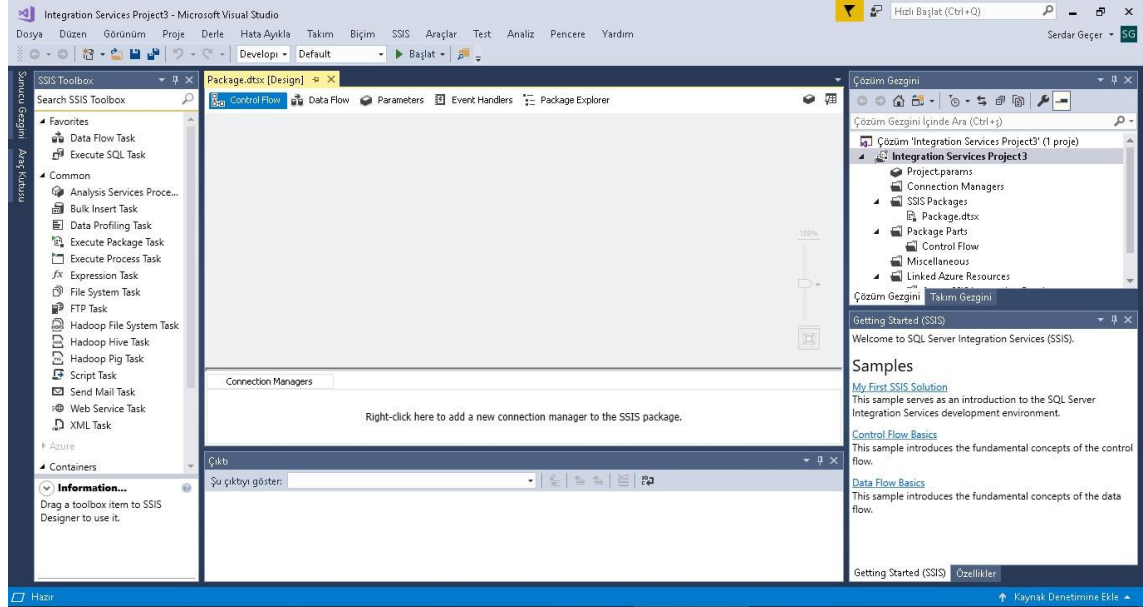 Integration Services Project3 - Microsoft Visual Studio
Hızlı Başlat (Ctrl+Q)
Dosya Düzen Görünüm Proje Derle Hata Ayıkla Takım Biçim SSIS Araçlar Test Analiz Pencere Yardım
Serdar Geçer SG
Developi Default Başlat
Sunucu Gezgini
Araç Kutusu
SSIS Toolbox
Search SSIS Toolbox
Favorites
Data Flow Task
Execute SQL Task
Common
Analysis Services Proce...
Bulk Insert Task
Data Profiling Task
Execute Package Task
Execute Process Task
Expression Task
File System Task
FTP Task
Hadoop File System Task
Hadoop Hive Task
Hadoop Pig Task
Script Task
Send Mail Task
Web Service Task
XML Task
Azure
Containers
Information...
Drag a toolbox item to SSIS
Designer to use it.
Package.dtsx [Design]
Control Flow Data Flow Parameters Event Handlers Package Explorer
100%
Connection Managers
Right-click here to add a new connection manager to the SSIS package.
Çıktı
Şu çıktıyı göster:
Çözüm Gezgini
Çözüm Gezgini İçinde Ara (Ctrl+ş)
Çözüm 'Integration Services Project3' (1 proje)
Integration Services Project3
Project.params
Connection Managers
SSIS Packages
Package.dtsx
Package Parts
Control Flow
Miscellaneous
Linked Azure Resources
Çözüm Gezgini Takım Gezgini
Getting Started (SSIS)
Welcome to SQL Server Integration Services (SSIS).
Samples
My First SSIS Solution
This sample serves as an introduction to the SQL Server
Integration Services development environment.
Control Flow Basics
This sample introduces the fundamental concepts of the control
flow.
Data Flow Basics
This sample introduces the fundamental concepts of the data
flow.
Getting Started (SSIS) Özellikler
Hazır
Kaynak Denetimine Ekle